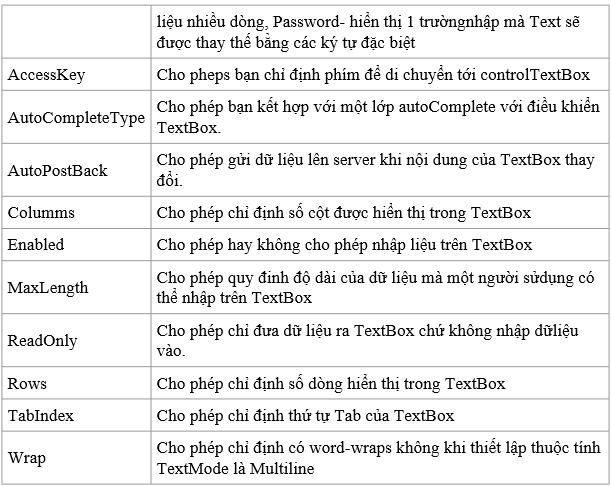 liệu nhiều dòng, Password- hiển thị 1 trườngnhập mà Text sẽ
được thay thế bằng các ký tự đặc biệt
AccessKey Cho pheps bạn chỉ định phím để di chuyển tới controlTextBox
AutoCompleteType Cho phép bạn kết hợp với một lớp autoComplete với điều khiển
TextBox.
AutoPostBack Cho phép gửi dữ liệu lên server khi nội dung của TextBox thay
đổi.
Columms Cho phép chỉ định số cột được hiển thị trong TextBox
Enabled Cho phép hay không cho phép nhập liệu trên TextBox
MaxLength Cho phép quy đinh độ dài của dữ liệu mà một người sửdụng có
thể nhập trên TextBox
ReadOnly Cho phép chỉ đưa dữ liệu ra TextBox chứ không nhập dữliệu
vào.
Rows Cho phép chỉ định số dòng hiển thị trong TextBox
TabIndex Cho phép chỉ định thứ tự Tab của TextBox
Wrap Cho phép chỉ định có word-wraps không khi thiết lập thuộc tính
TextMode là Multiline